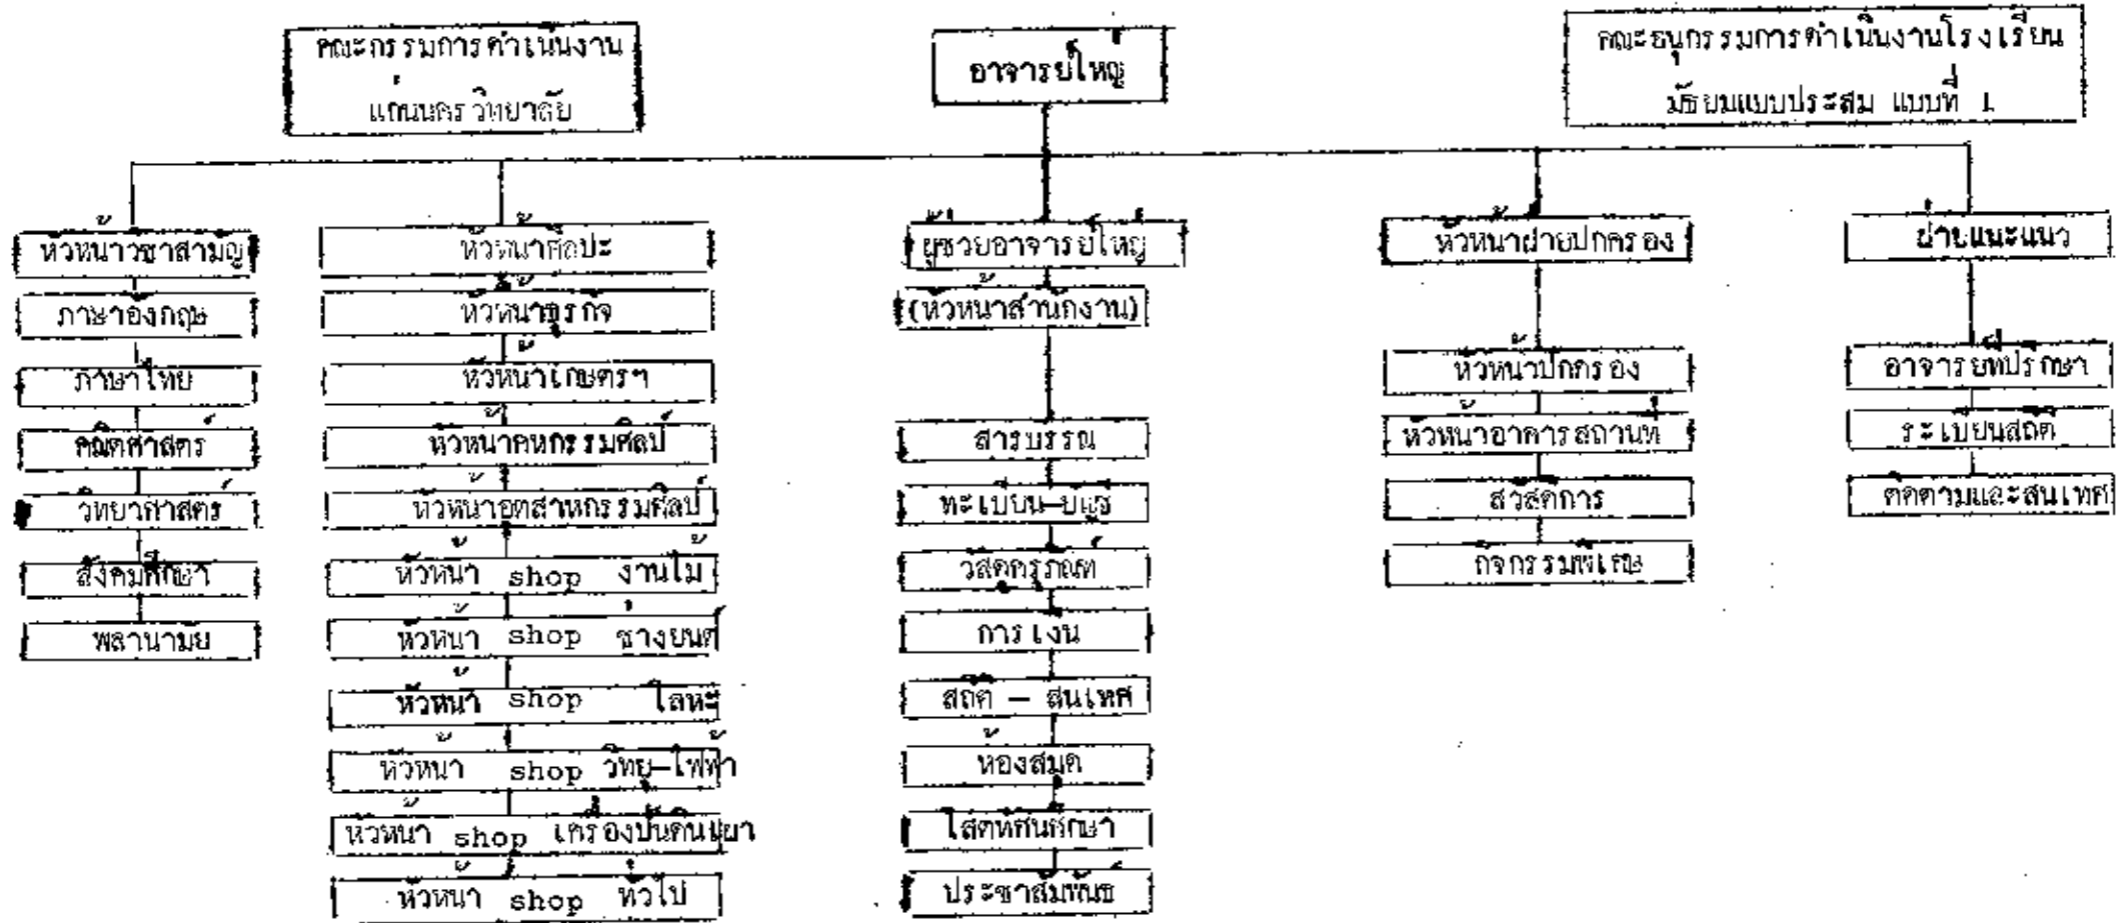 คณะกรรมการดำเนินงาน
แก่นนครวิทยาลัย
อาจารย์ใหญ่
คณะอนุกรรมการดำเนินงานโรงเรียน
มัธยมแบบประสม แบบที่ 1
หัวหน้าวิชาสามัญ
ภาษาอังกฤษ
ภาษาไทย
คณิตศาสตร์
วิทยาศาสตร์
สังคมศึกษา
พลานามัย
หัวหน้าศิลปะ
หัวหน้าธุรกิจ
หัวหน้าเกษตรฯ
หัวหน้าคหกรรมศิลป์
หัวหน้าอุตสาหกรรมศิลป์
หัวหน้า shop งานไม้
หัวหน้า shop ช่างยนต์
หัวหน้า shop โลหะ
หัวหน้า shop วิทยุ-ไฟฟ้า
หัวหน้า shop เครื่องปั้นดินเผา
หัวหน้า shop ทั่วไป
ผู้ช่วยอาจารย์ใหญ่
(หัวหน้าสำนักงาน)
สารบรรณ
ทะเบียน-บัญชี
วัสดุครุภัณฑ์
การเงิน
สถิติ - สนเทศ
ห้องสมุด
โสตทัศนศึกษา
ประชาสัมพันธ์
หัวหน้าฝ่ายปกครอง
หัวหน้าปกครอง
หัวหน้าอาคารสถานที่
สวัสดิการ
กิจกรรมพิเศษ
ฝ่ายแนะแนว
อาจารย์ที่ปรึกษา
ระเบียนสถิติ
ติดตามและสนเทศ